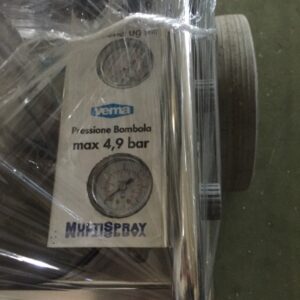 vema
Pressione Bombola
max 4,9 bar
MULTISPRAY